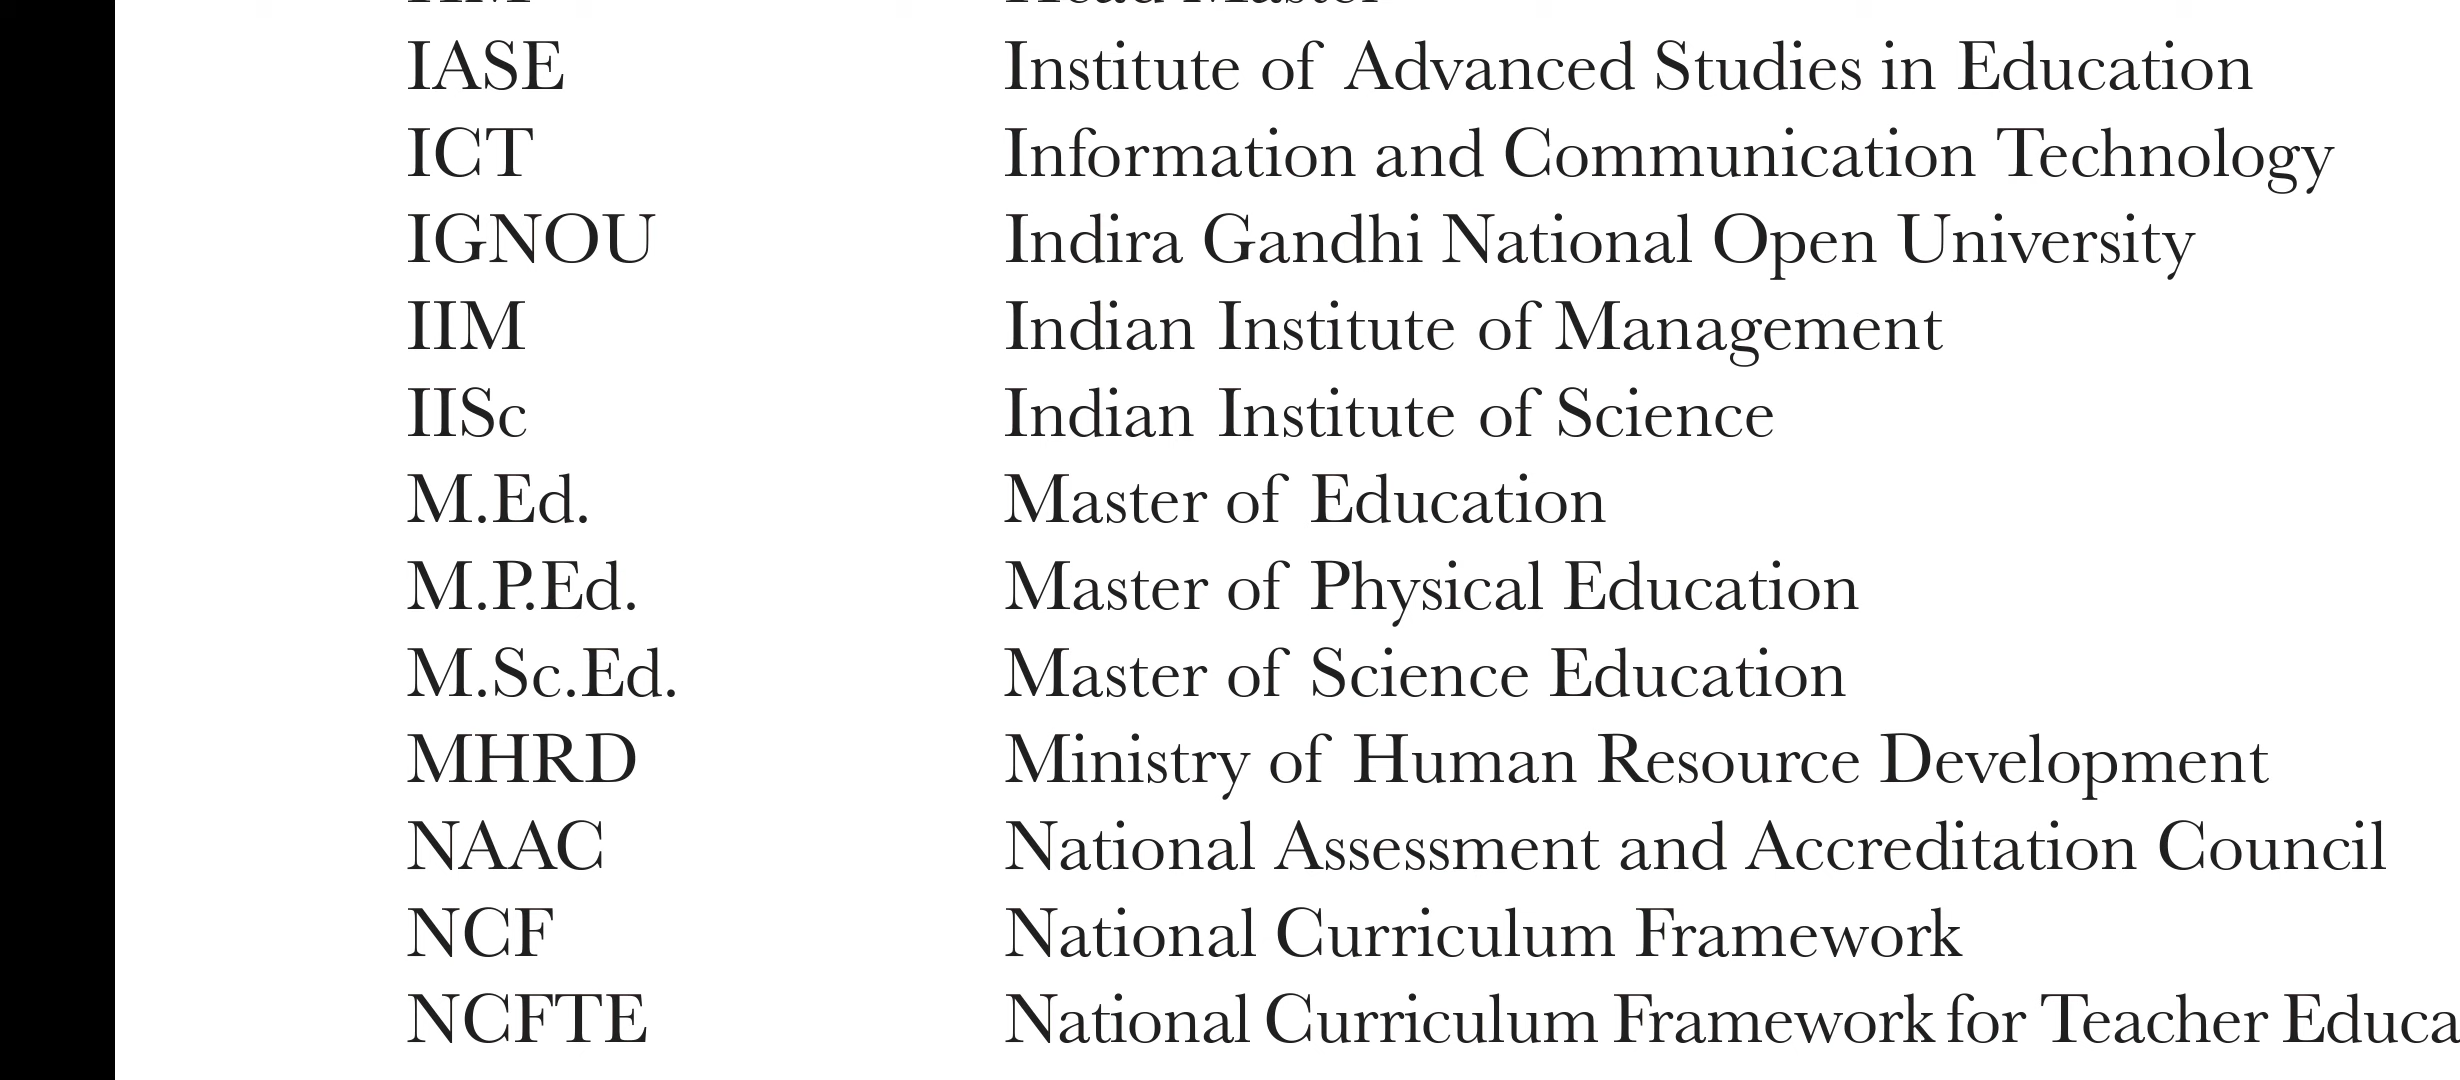 IASE Institute of Advanced Studies in Education
ICT Information and Communication Technology
IGNOU Indira Gandhi National Open University
IIM Indian Institute of Management
IISc Indian Institute of Science
M.Ed. Master of Education
M.P.Ed. Master of Physical Education
M.Sc.Ed. Master of Science Education
MHRD Ministry of Human Resource Development
NAAC National Assessment and Accreditation Council
NCF National Curriculum Framework
NCFTE National Curriculum Framework for Teacher Educa